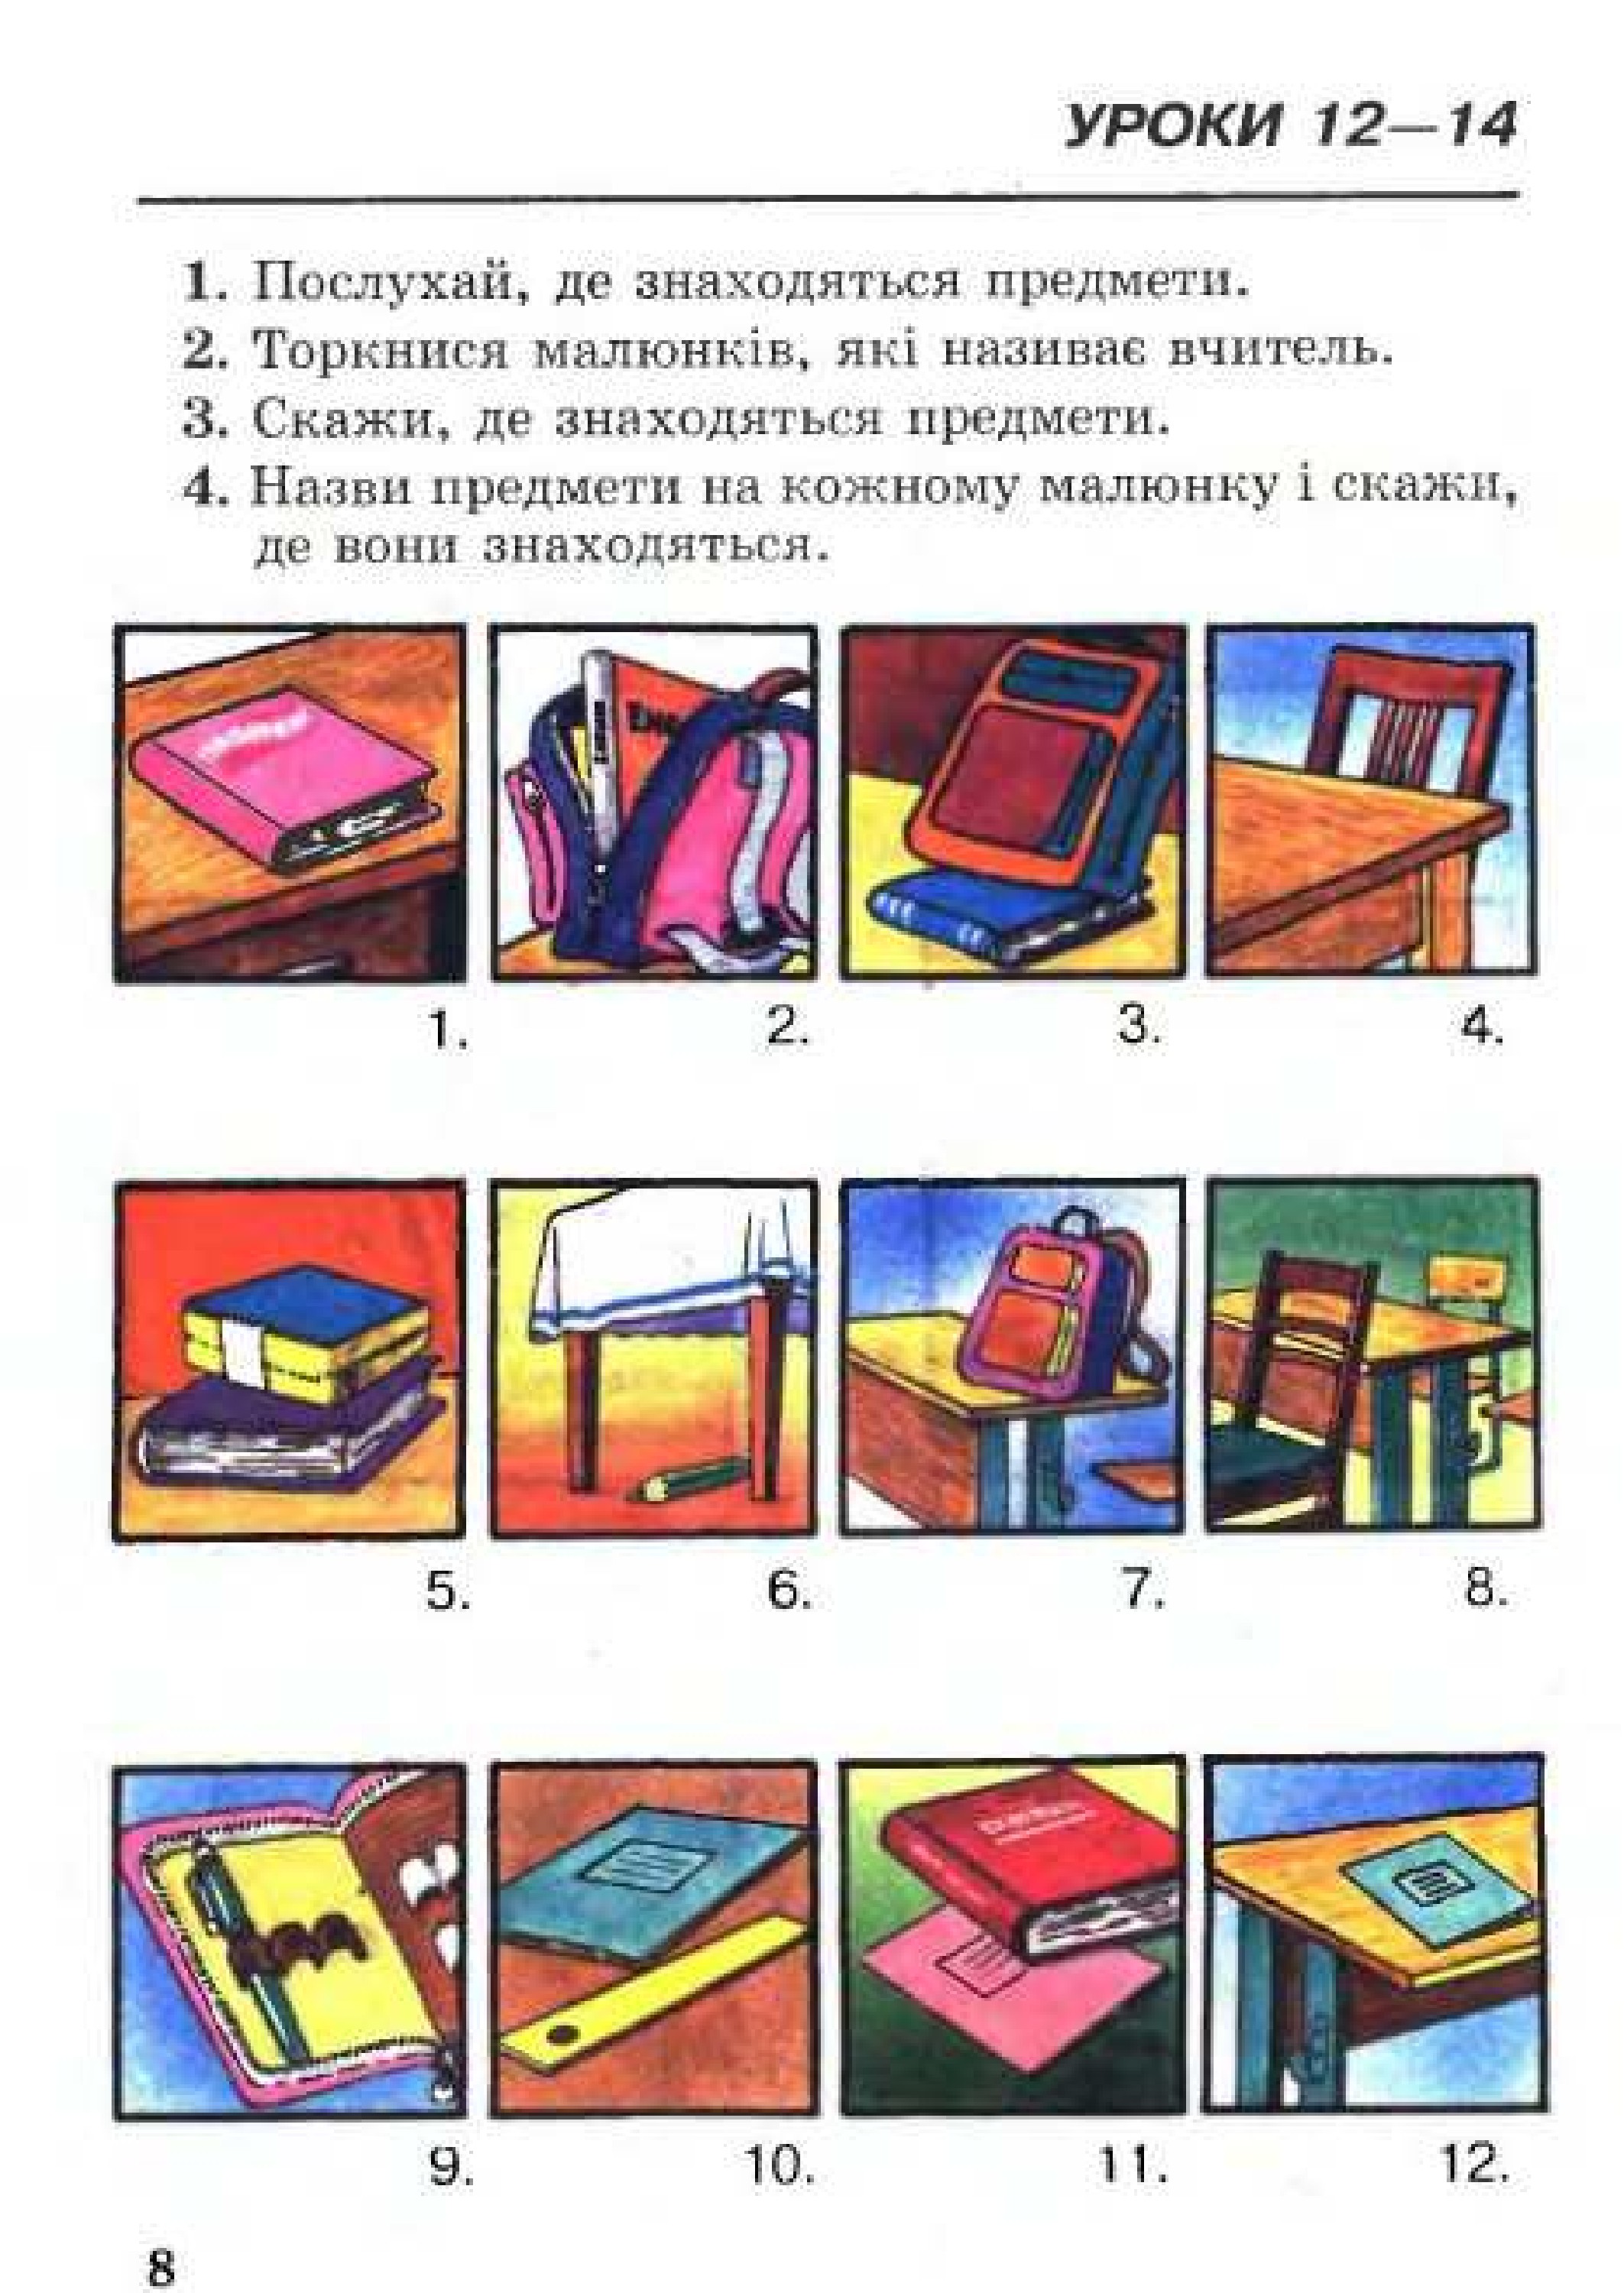 УРОКИ 12—14
1. Послухай, де знаходяться предмети.
2. Торкнися малюнків, які називає вчитель.
3. Скажи, де знаходяться предмети.
4. Назви предмети на кожному малюнку і скажи,
де вони знаходяться.
1. 2. 3. 4.
5. 6. 7. 8.
9. 10. 11. 12.
8